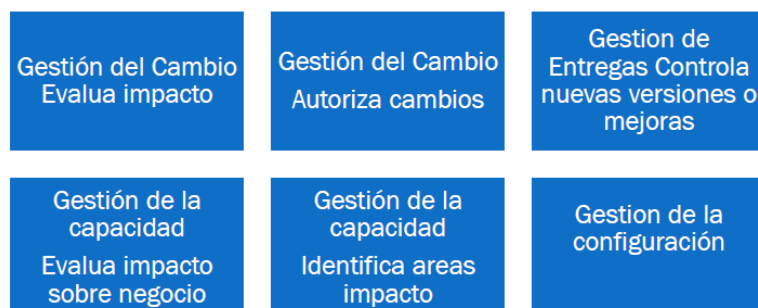 Gestión del Cambio
Evalua impacto
Gestión del Cambio
Autoriza cambios
Gestion de
Entregas Controla
nuevas versiones o
mejoras
Gestión de la
capacidad
Evalua impacto
sobre negocio
Gestión de la
capacidad
Identifica areas
impacto
Gestion de la
configuración